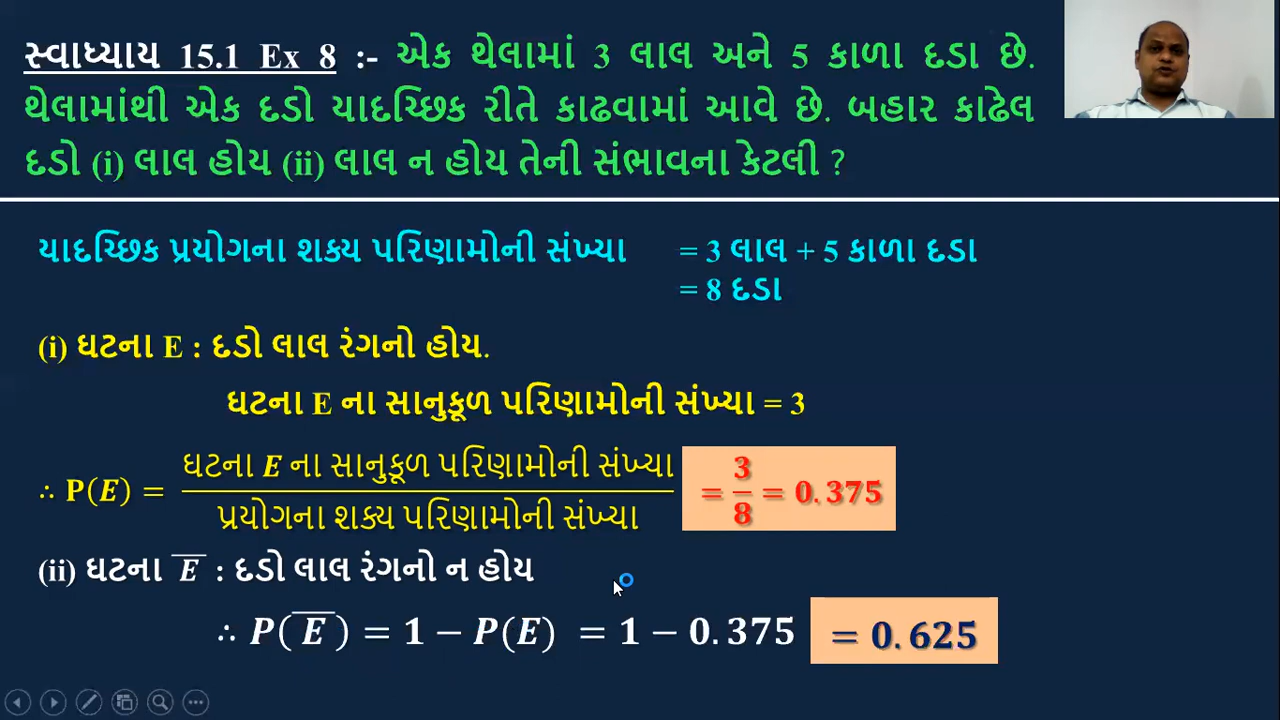 સ્વાધ્યાય 15.1 Ex 8 :- એક થેલામાં 3 લાલ અને 5 કાળા દડા છે.
થેલામાંથી એક દડો યાદચ્છિક રીતે કાઢવામાં આવે છે. બહાર કાઢેલ
દડો (i) લાલ હોય (ii) લાલ ન હોય તેની સંભાવના કેટલી ?
યાદચ્છિક પ્રયોગના શક્ય પરિણામોની સંખ્યા = 3 લાલ + 5 કાળા દડા
= 8 દડા
(i) ઘટના E : દડો લાલ રંગનો હોય.
ઘટના E ના સાનુકૂળ પરિણામોની સંખ્યા = 3
∴ P(E) = ઘટના E ના સાનુકૂળ પરિણામોની સંખ્યા / પ્રયોગના શક્ય પરિણામોની સંખ્યા = 3/8 = 0.375
(ii) ઘટના E̅ : દડો લાલ રંગનો ન હોય
∴ P(E̅) = 1 − P(E) = 1 − 0.375 = 0.625